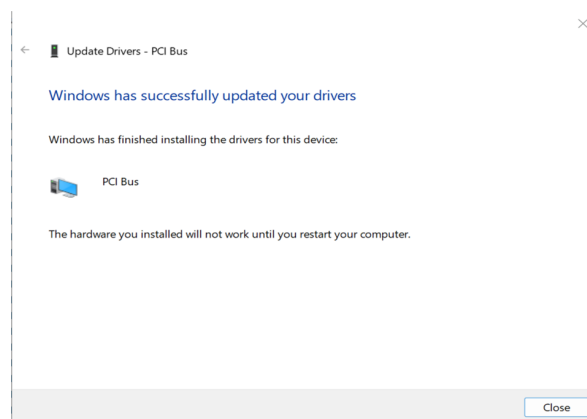 Update Drivers - PCI Bus
Windows has successfully updated your drivers
Windows has finished installing the drivers for this device:
PCI Bus
The hardware you installed will not work until you restart your computer.
Close